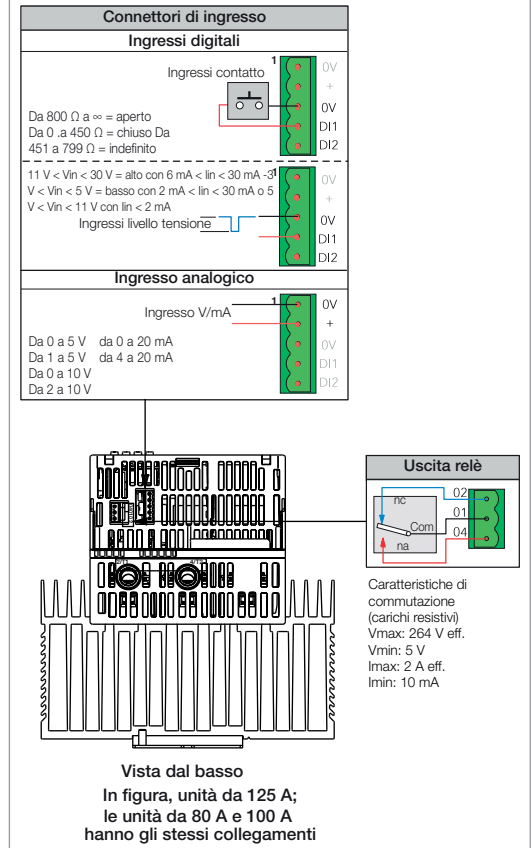 Connettori di ingresso
Ingressi digitali
Ingressi contatto
1
0V
+
0V
DI1
DI2
Da 800 Ω a ∞ = aperto
Da 0 .a 450 Ω = chiuso Da
451 a 799 Ω = indefinito
11 V < Vin < 30 V = alto con 6 mA < Iin < 30 mA -3
V < Vin < 5 V = basso con 2 mA < Iin < 30 mA o 5
V < Vin < 11 V con Iin < 2 mA
Ingressi livello tensione
1
0V
+
0V
DI1
DI2
Ingresso analogico
Ingresso V/mA
1
0V
+
0V
DI1
DI2
Da 0 a 5 V da 0 a 20 mA
Da 1 a 5 V da 4 a 20 mA
Da 0 a 10 V
Da 2 a 10 V
Uscita relè
nc
Com
na
02
01
04
Caratteristiche di
commutazione
(carichi resistivi)
Vmax: 264 V eff.
Vmin: 5 V
Imax: 2 A eff.
Imin: 10 mA
Vista dal basso
In figura, unità da 125 A;
le unità da 80 A e 100 A
hanno gli stessi collegamenti